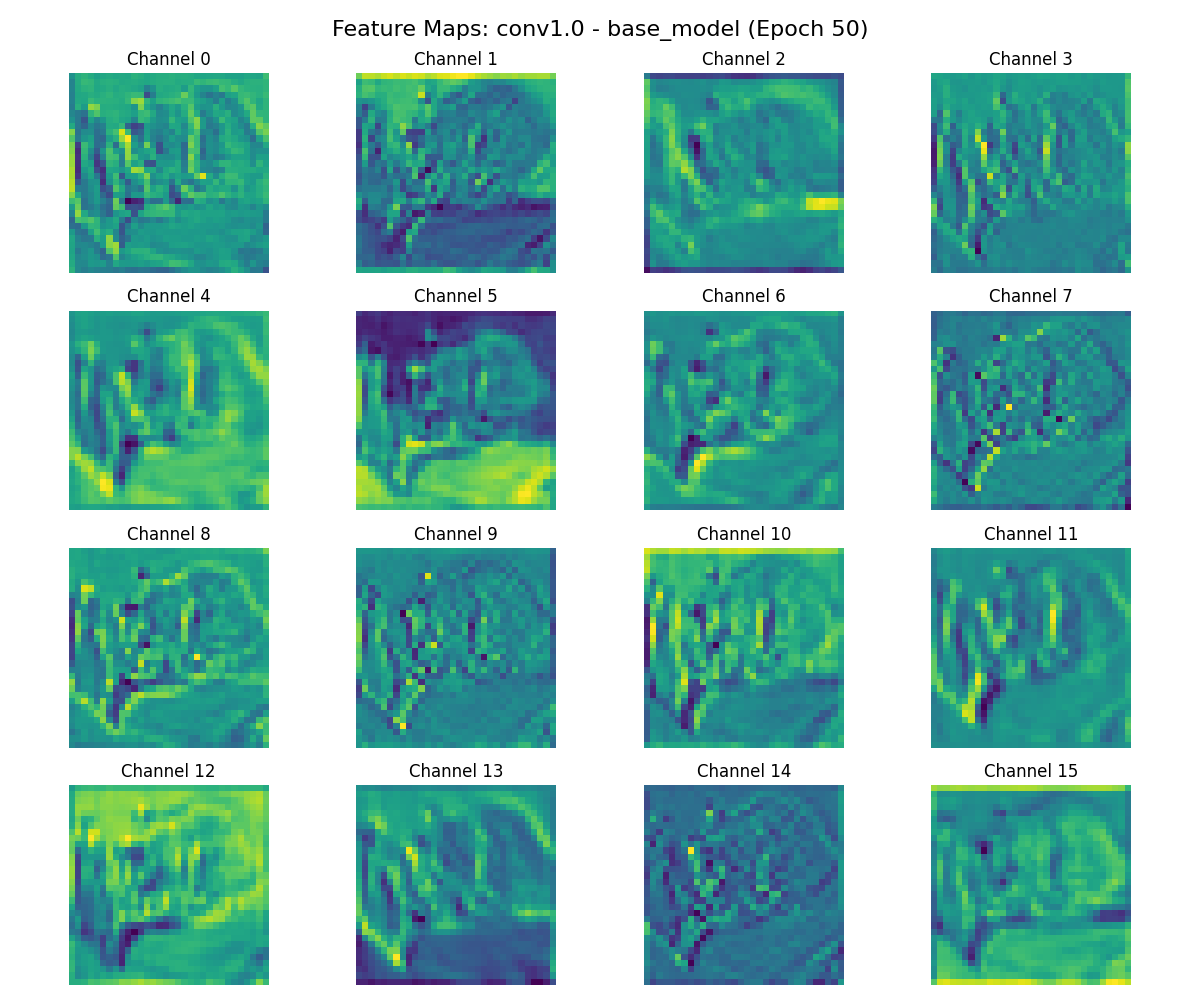 Feature Maps: conv1.0 - base_model (Epoch 50)
Channel 0 Channel 1 Channel 2 Channel 3
Channel 4 Channel 5 Channel 6 Channel 7
Channel 8 Channel 9 Channel 10 Channel 11
Channel 12 Channel 13 Channel 14 Channel 15